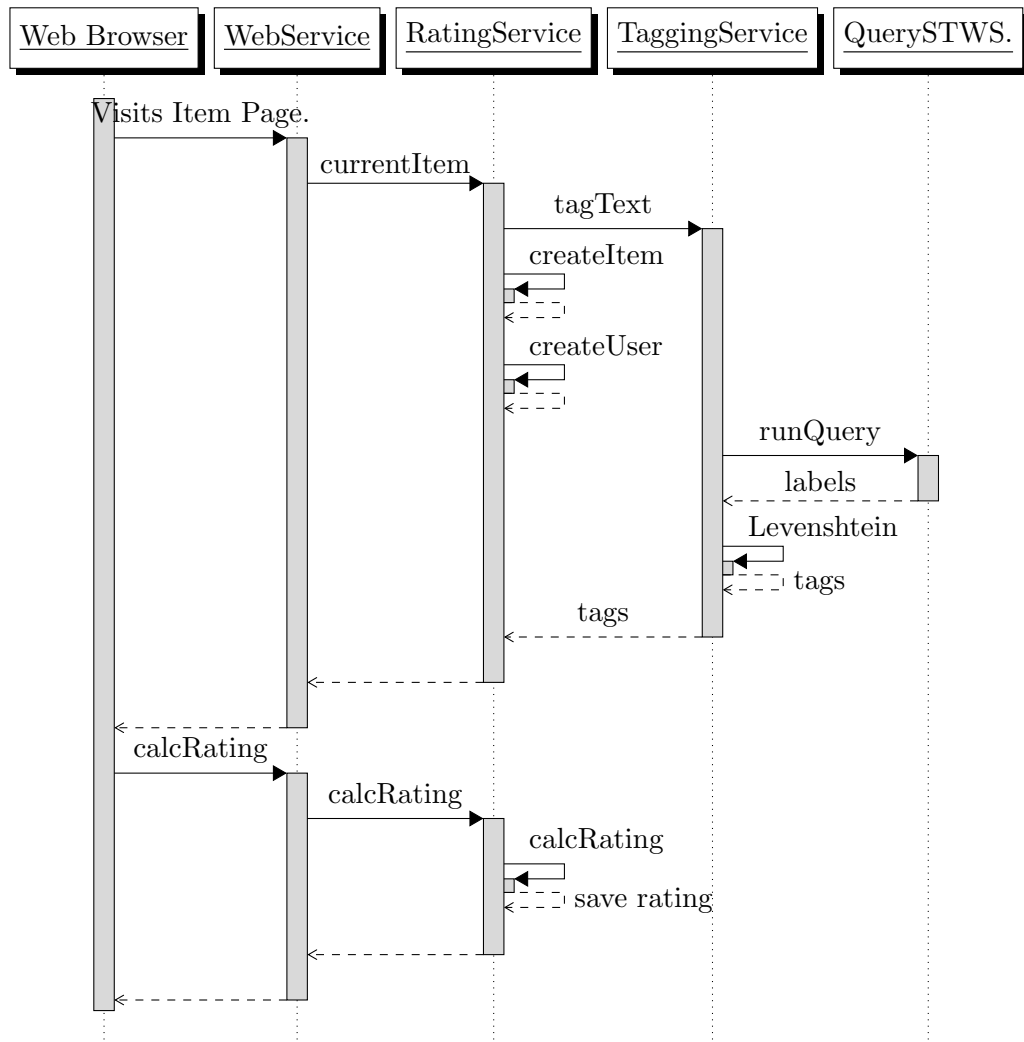 Web Browser
WebService
RatingService
TaggingService
QuerySTWS.
Visits Item Page.
currentItem
tagText
createItem
createUser
runQuery
labels
Levenshtein
tags
tags
calcRating
calcRating
calcRating
save rating